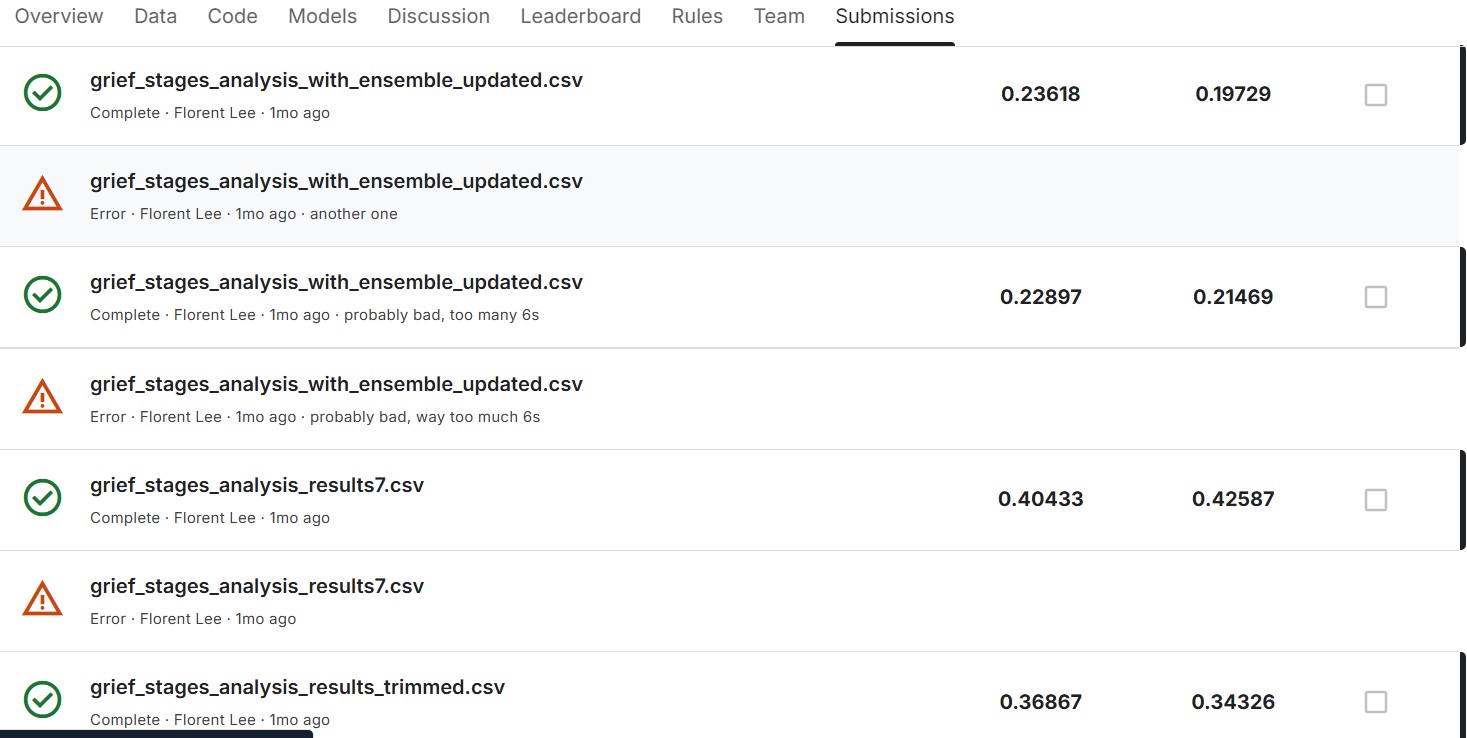 Overview Data Code Models Discussion Leaderboard Rules Team Submissions
grief_stages_analysis_with_ensemble_updated.csv
0.23618 0.19729
Complete · Florent Lee · 1mo ago
grief_stages_analysis_with_ensemble_updated.csv
Error · Florent Lee · 1mo ago · another one
grief_stages_analysis_with_ensemble_updated.csv
0.22897 0.21469
Complete · Florent Lee · 1mo ago · probably bad, too many 6s
grief_stages_analysis_with_ensemble_updated.csv
Error · Florent Lee · 1mo ago · probably bad, way too much 6s
grief_stages_analysis_results7.csv
0.40433 0.42587
Complete · Florent Lee · 1mo ago
grief_stages_analysis_results7.csv
Error · Florent Lee · 1mo ago
grief_stages_analysis_results_trimmed.csv
0.36867 0.34326
Complete · Florent Lee · 1mo ago